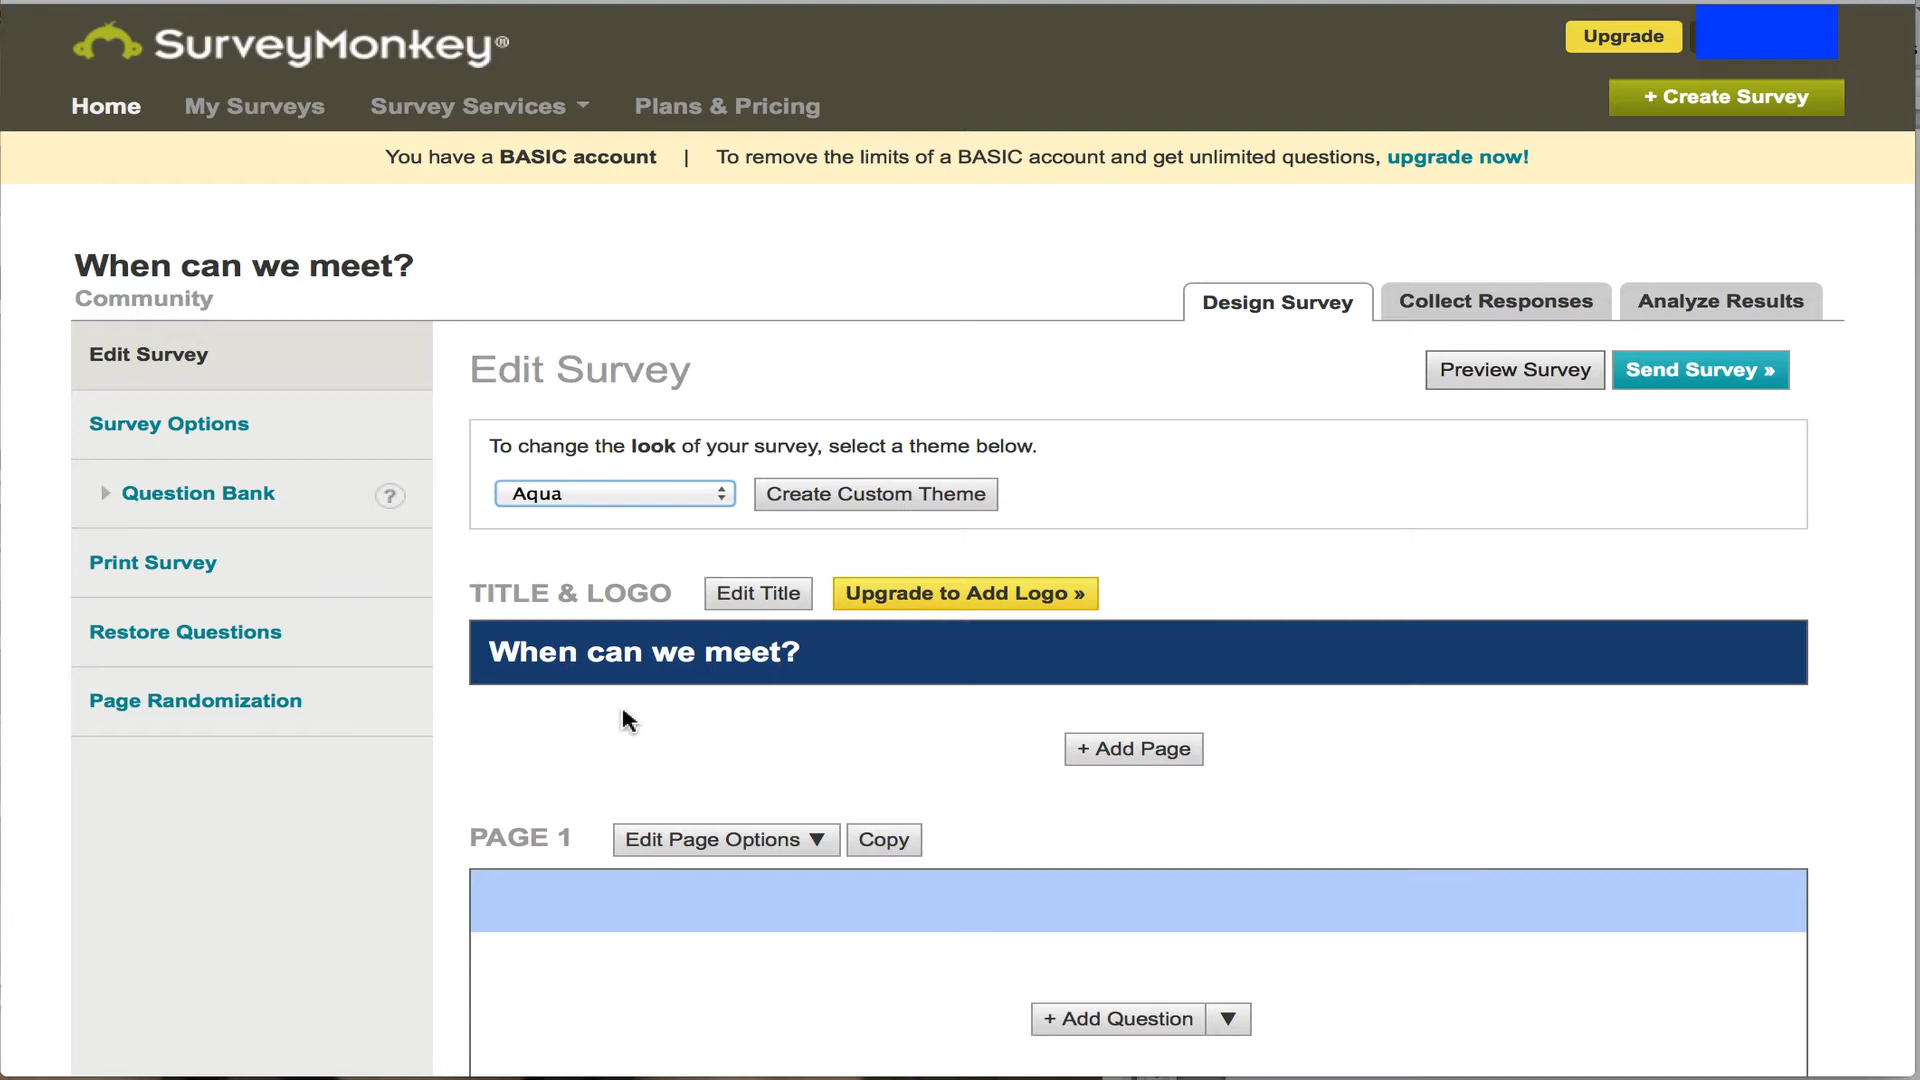 SurveyMonkey®
Upgrade
Home My Surveys Survey Services Plans & Pricing
+ Create Survey
You have a BASIC account | To remove the limits of a BASIC account and get unlimited questions, upgrade now!
When can we meet?
Community
Design Survey Collect Responses Analyze Results
Edit Survey
Survey Options
Question Bank ?
Print Survey
Restore Questions
Page Randomization
Edit Survey
Preview Survey Send Survey »
To change the look of your survey, select a theme below.
Aqua Create Custom Theme
TITLE & LOGO Edit Title Upgrade to Add Logo »
When can we meet?
+ Add Page
PAGE 1 Edit Page Options ▼ Copy
+ Add Question ▼